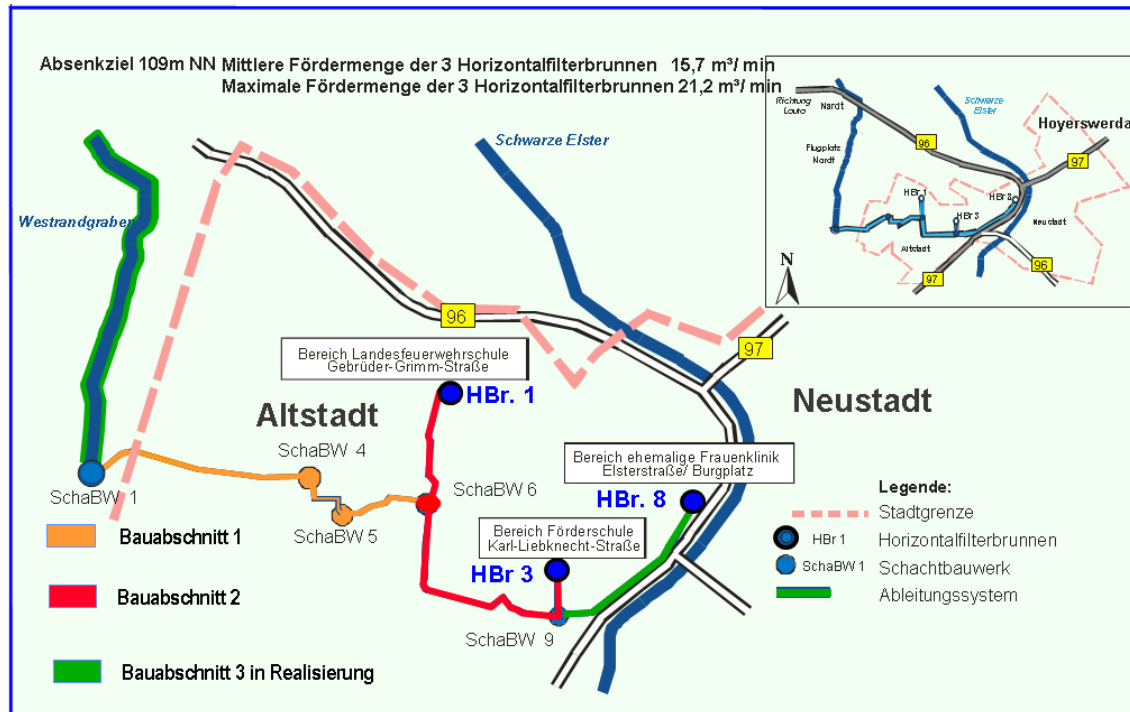 Absenkziel 109m NN Mittlere Fördermenge der 3 Horizontalfilterbrunnen 15,7 m³/ min
Maximale Fördermenge der 3 Horizontalfilterbrunnen 21,2 m³/ min
Richtung
Lauta
Nardt
Schwarze
Elster
Hoyerswerda
96
97
Flugplatz
Nardt
HBr 1
HBr 8
HBr 3
Neustadt
Altstadt
96
97
N
Schwarze Elster
Westrandgraben
96
97
Bereich Landesfeuerwehrschule
Gebrüder-Grimm-Straße
HBr. 1
Altstadt
Neustadt
SchaBW 4
SchaBW 1
SchaBW 6
SchaBW 5
Bereich ehemalige Frauenklinik
Elsterstraße/ Burgplatz
HBr. 8
Bereich Förderschule
Karl-Liebknecht-Straße
HBr 3
SchaBW 9
Bauabschnitt 1
Bauabschnitt 2
Bauabschnitt 3 in Realisierung
Legende:
Stadtgrenze
HBr 1 Horizontalfilterbrunnen
SchaBW 1 Schachtbauwerk
Ableitungssystem